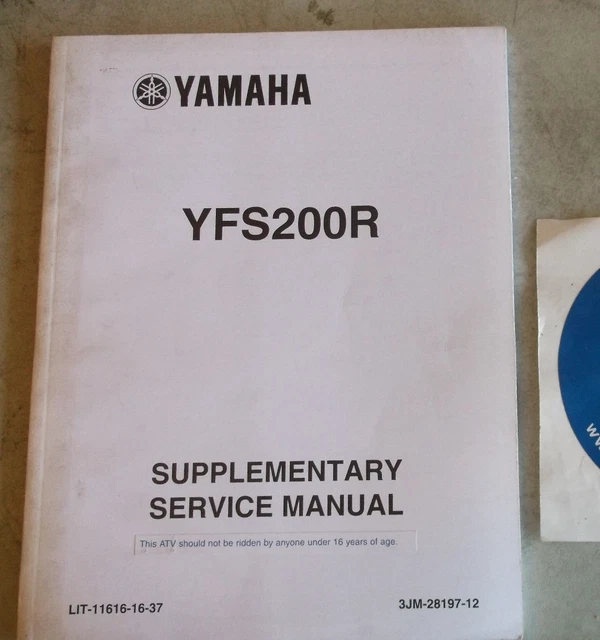 YAMAHA
YFS200R
SUPPLEMENTARY
SERVICE MANUAL
This ATV should not be ridden by anyone under 16 years of age.
LIT-11616-16-37
3JM-28197-12